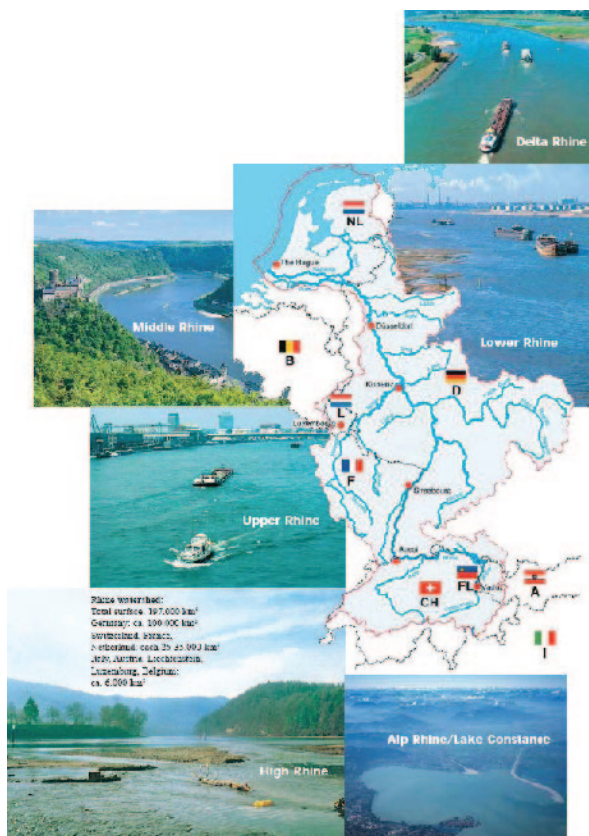 Delta Rhine
NL
The Hague
Middle Rhine
Düsseldorf
Lower Rhine
B
Koblenz
D
L
Luxembourg
F
Strasbourg
Upper Rhine
Basel
FL
Vaduz
CH
A
I
Rhine watershed:
Total surface: 197.000 km²
Germany: ca. 100.000 km²
Switzerland, France,
Netherland: each 25-35.000 km²
Italy, Austria, Liechtenstein,
Luxemburg, Belgium:
ca. 6.000 km²
High Rhine
Alp Rhine/Lake Constance